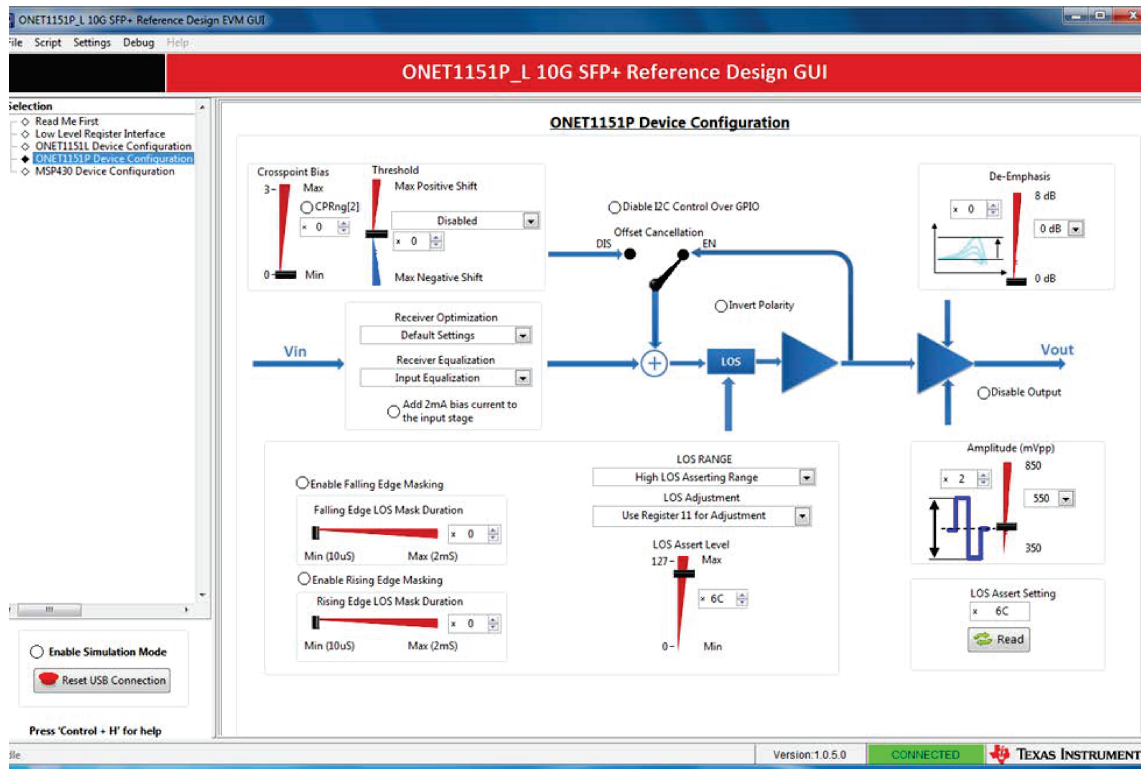 ONET1151P_L 10G SFP+ Reference Design EVM GUI
File Script Settings Debug Help
ONET1151P_L 10G SFP+ Reference Design GUI
Selection
Read Me First
Low Level Register Interface
ONET1151L Device Configuration
ONET1151P Device Configuration
MSP430 Device Configuration
Enable Simulation Mode
Reset USB Connection
Press 'Control + H' for help
ONET1151P Device Configuration
Crosspoint Bias
3
Max
CPRng[2]
x 0
0
Min
Threshold
Max Positive Shift
Disabled
x 0
Max Negative Shift
Diable I2C Control Over GPIO
Offset Cancellation
DIS
EN
Invert Polarity
De-Emphasis
8 dB
x 0
0 dB
0 dB
Vin
Receiver Optimization
Default Settings
Receiver Equalization
Input Equalization
Add 2mA bias current to
the input stage
LOS
Vout
Disable Output
Enable Falling Edge Masking
Falling Edge LOS Mask Duration
x 0
Min (10uS) Max (2mS)
Enable Rising Edge Masking
Rising Edge LOS Mask Duration
x 0
Min (10uS) Max (2mS)
LOS RANGE
High LOS Asserting Range
LOS Adjustment
Use Register 11 for Adjustment
LOS Assert Level
127
Max
x 6C
0
Min
Amplitude (mVpp)
850
x 2
550
350
LOS Assert Setting
x 6C
Read
Version:1.0.5.0
CONNECTED
TEXAS INSTRUMENT